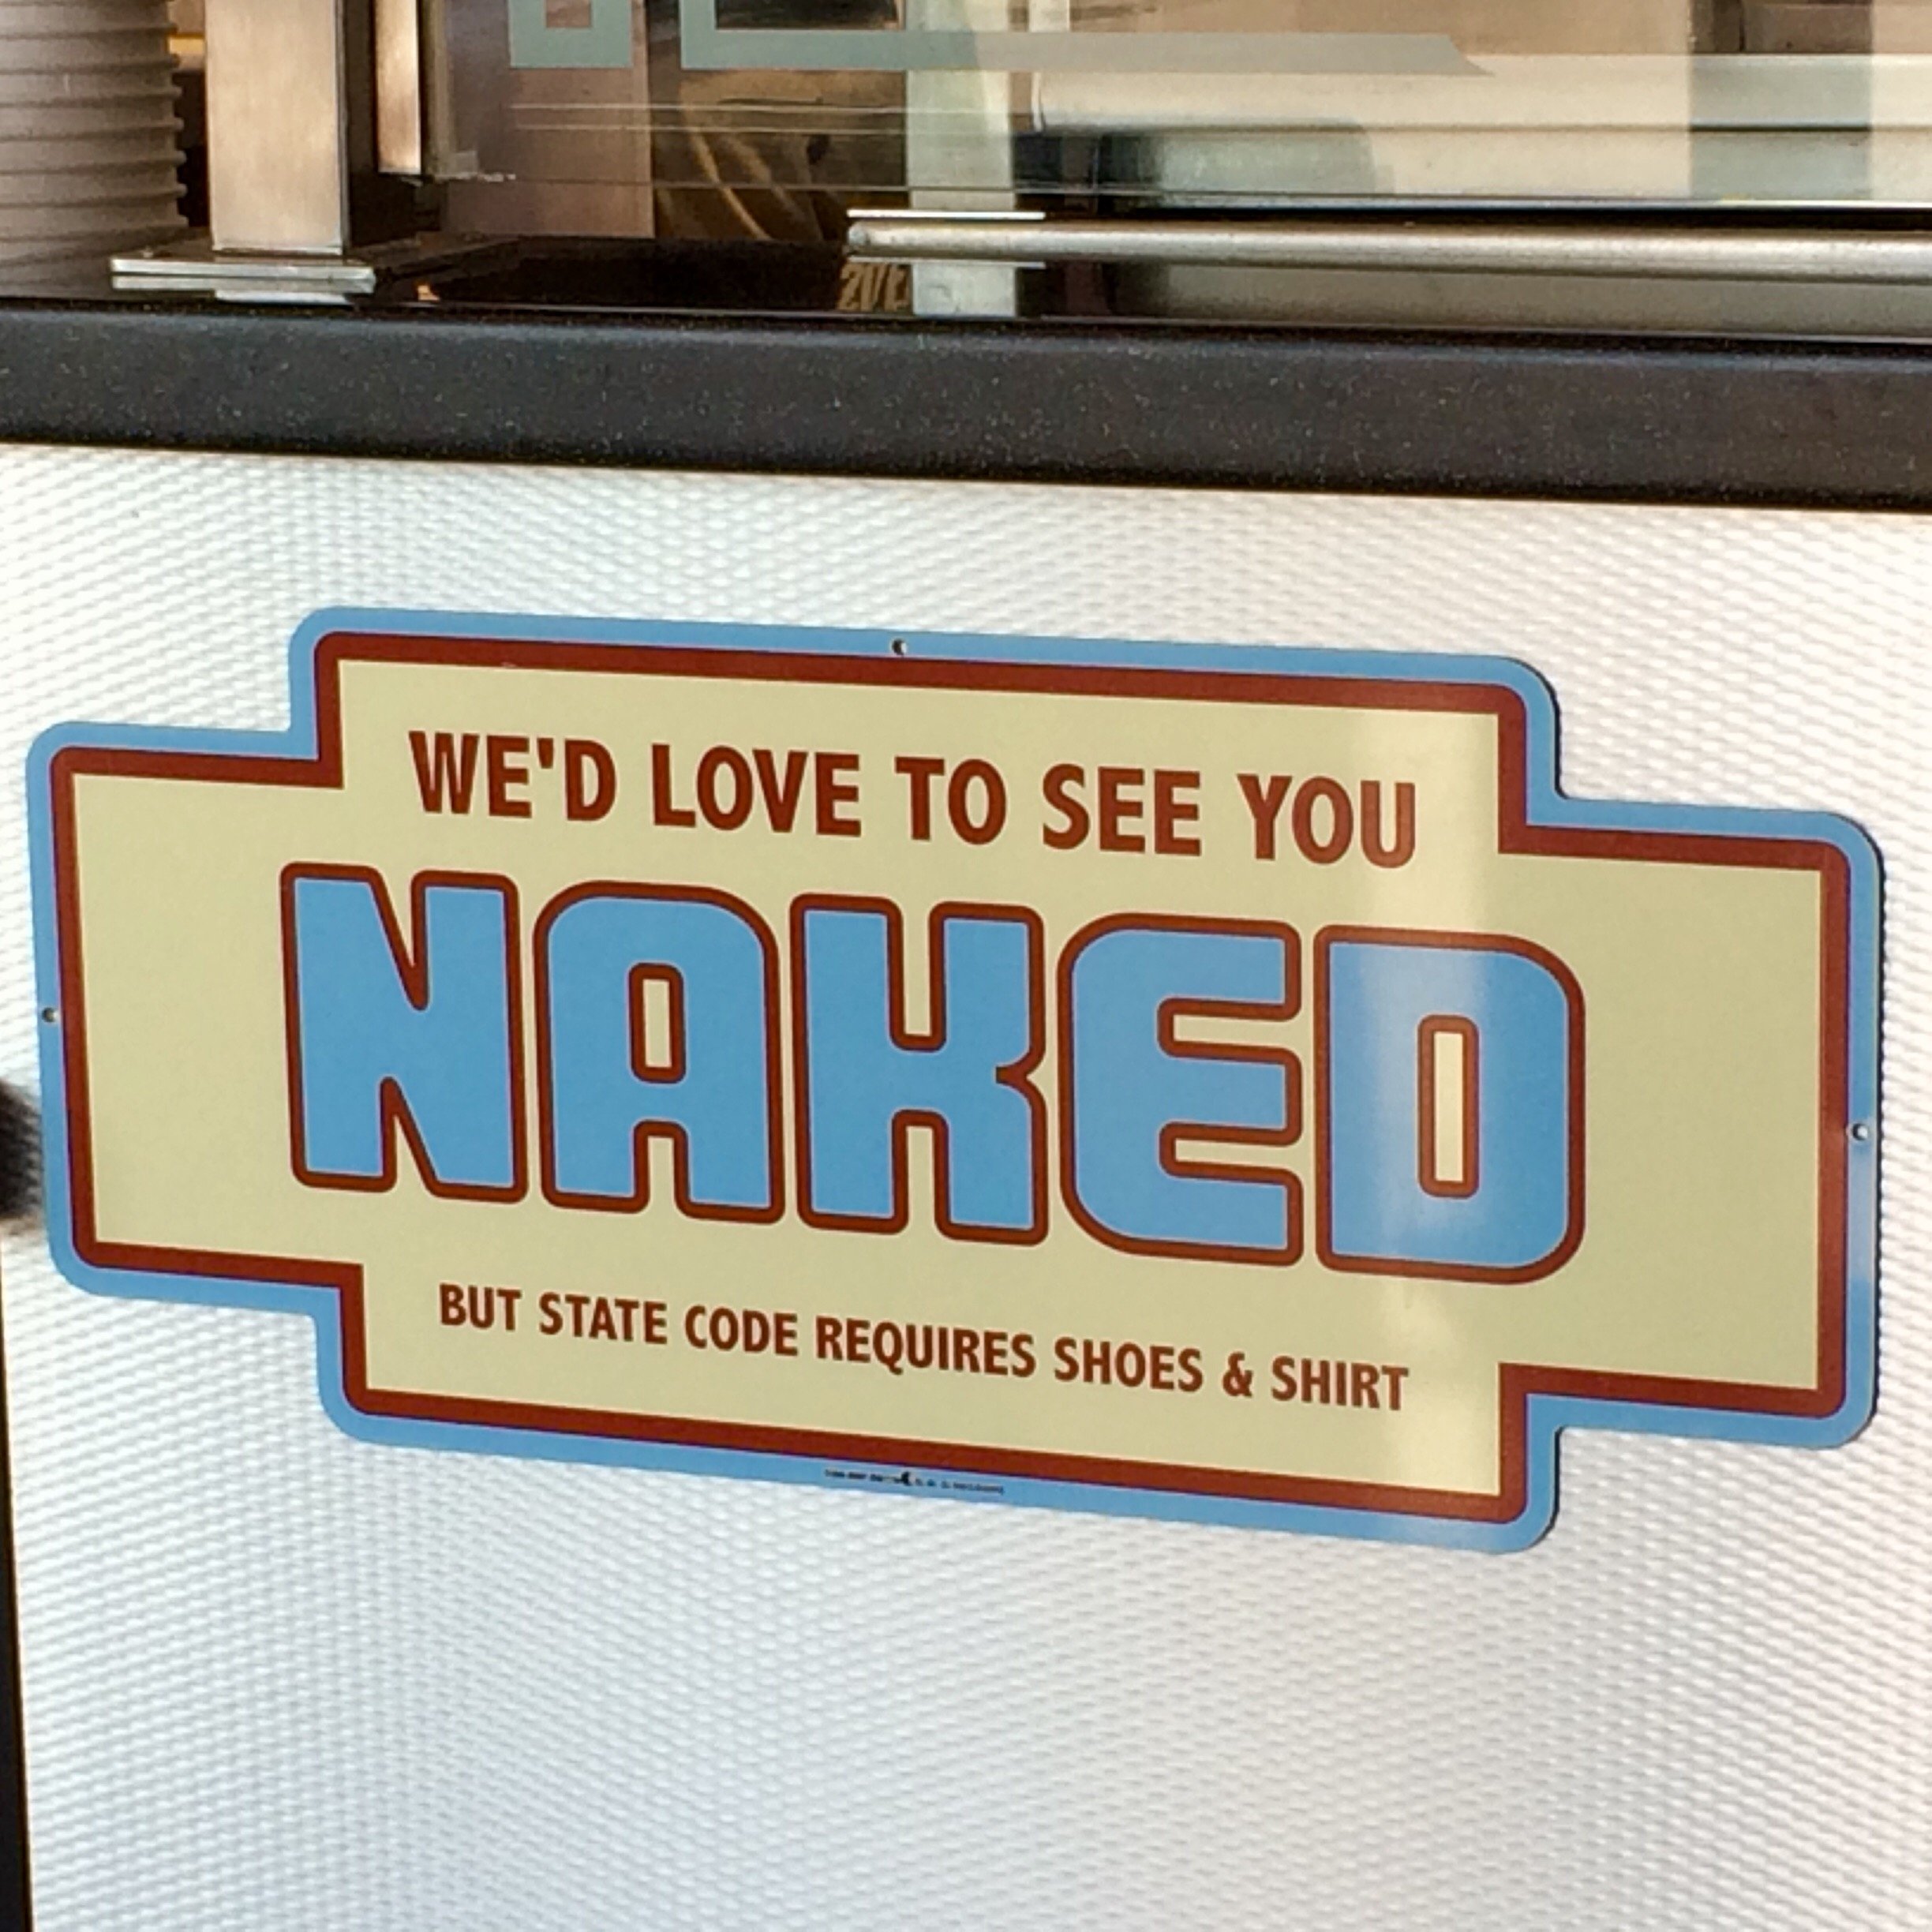 WE'D LOVE TO SEE YOU
NAKED
BUT STATE CODE REQUIRES SHOES & SHIRT